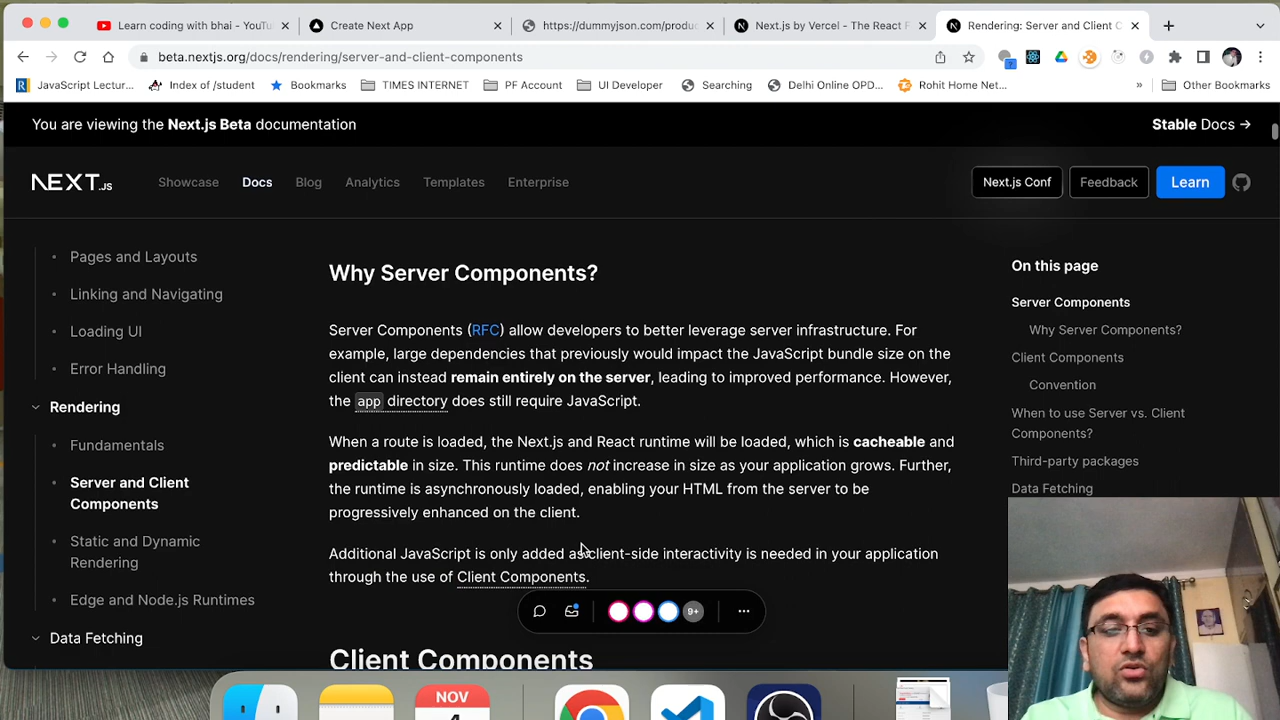 Learn coding with bhai - YouTu
Create Next App
https://dummyjson.com/produc
Next.js by Vercel - The React F
Rendering: Server and Client C
beta.nextjs.org/docs/rendering/server-and-client-components
JavaScript Lectur...
Index of /student
Bookmarks
TIMES INTERNET
PF Account
UI Developer
Searching
Delhi Online OPD...
Rohit Home Net...
»
Other Bookmarks
You are viewing the Next.js Beta documentation
Stable Docs →
NEXT.JS
Showcase
Docs
Blog
Analytics
Templates
Enterprise
Next.js Conf
Feedback
Learn
Pages and Layouts
Linking and Navigating
Loading UI
Error Handling
Rendering
Fundamentals
Server and Client
Components
Static and Dynamic
Rendering
Edge and Node.js Runtimes
Data Fetching
Why Server Components?
Server Components (RFC) allow developers to better leverage server infrastructure. For
example, large dependencies that previously would impact the JavaScript bundle size on the
client can instead remain entirely on the server, leading to improved performance. However,
the app directory does still require JavaScript.
When a route is loaded, the Next.js and React runtime will be loaded, which is cacheable and
predictable in size. This runtime does not increase in size as your application grows. Further,
the runtime is asynchronously loaded, enabling your HTML from the server to be
progressively enhanced on the client.
Additional JavaScript is only added as client-side interactivity is needed in your application
through the use of Client Components.
9+
Client Components
On this page
Server Components
Why Server Components?
Client Components
Convention
When to use Server vs. Client
Components?
Third-party packages
Data Fetching
NOV
4